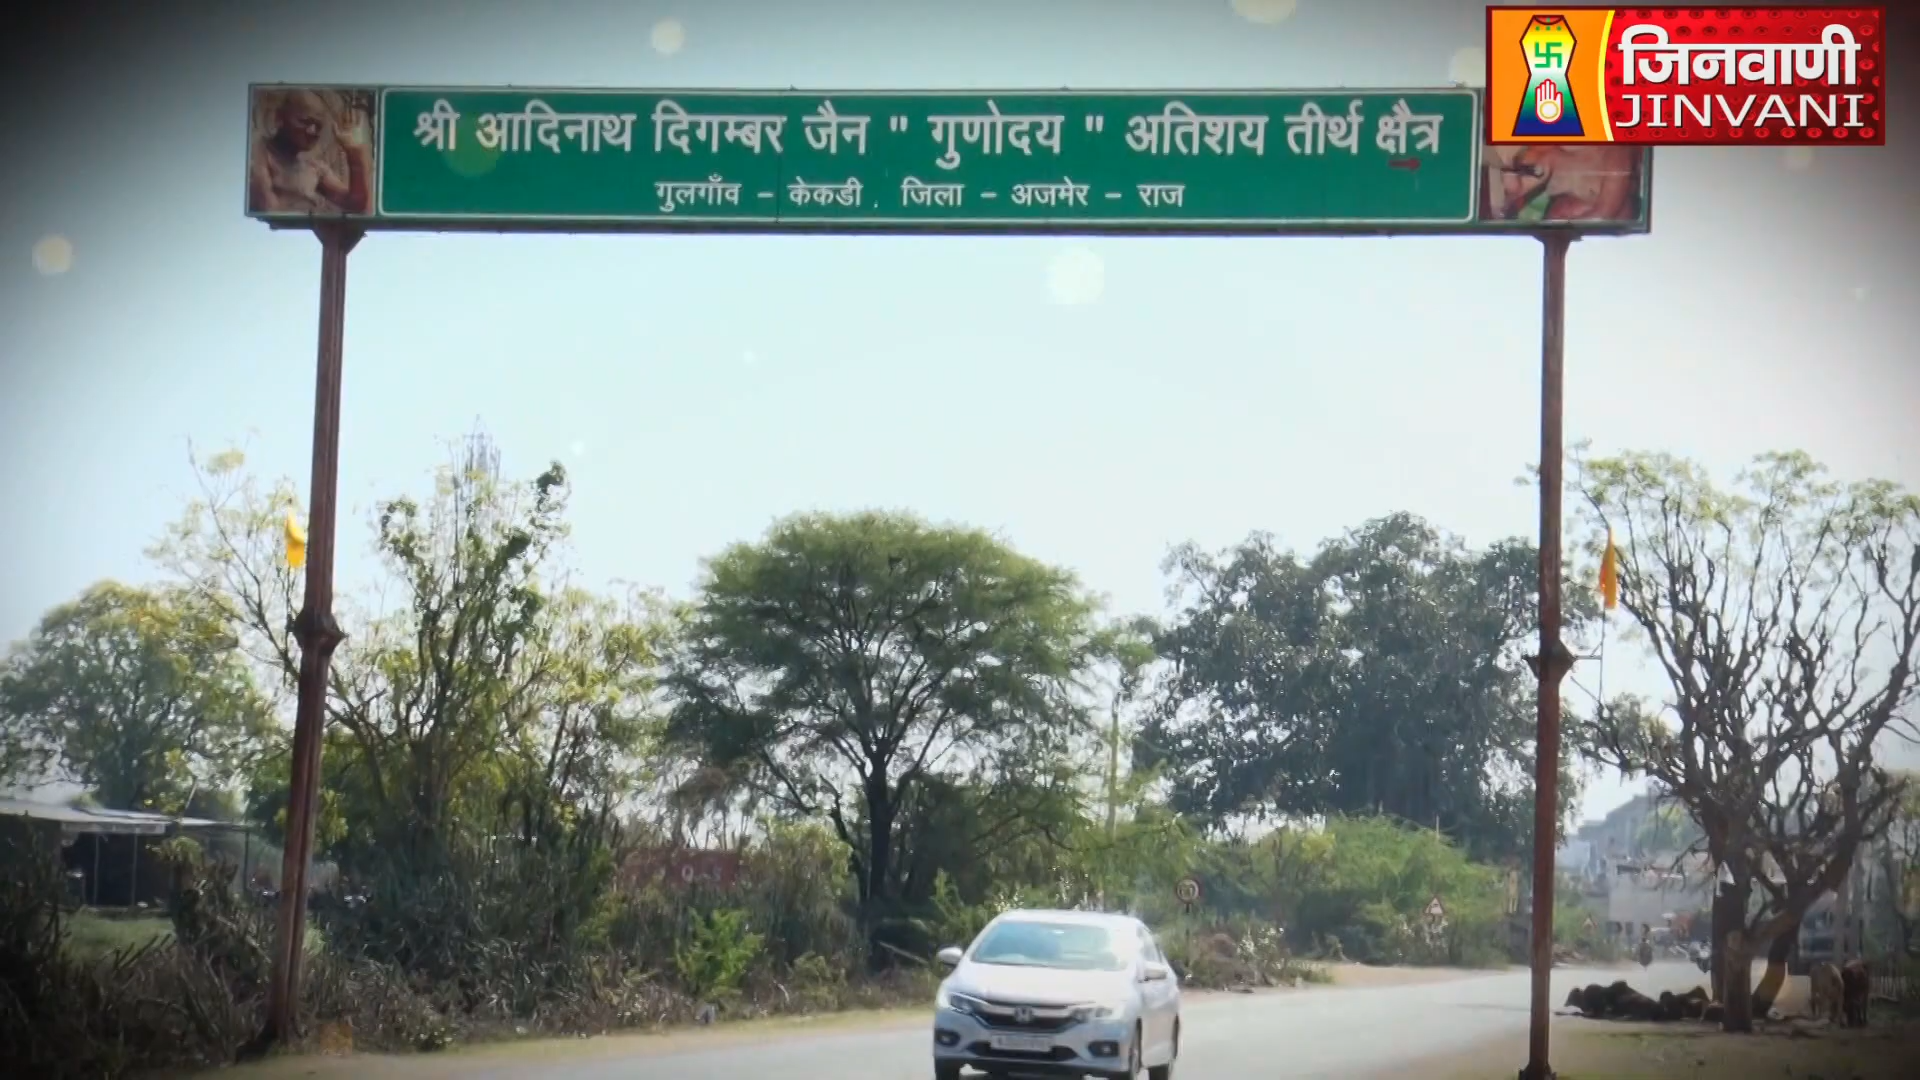 जिनवाणी
JINVANI
श्री आदिनाथ दिगम्बर जैन " गुणोदय " अतिशय तीर्थ क्षैत्र
गुलगाँव - केकडी . जिला - अजमेर - राज